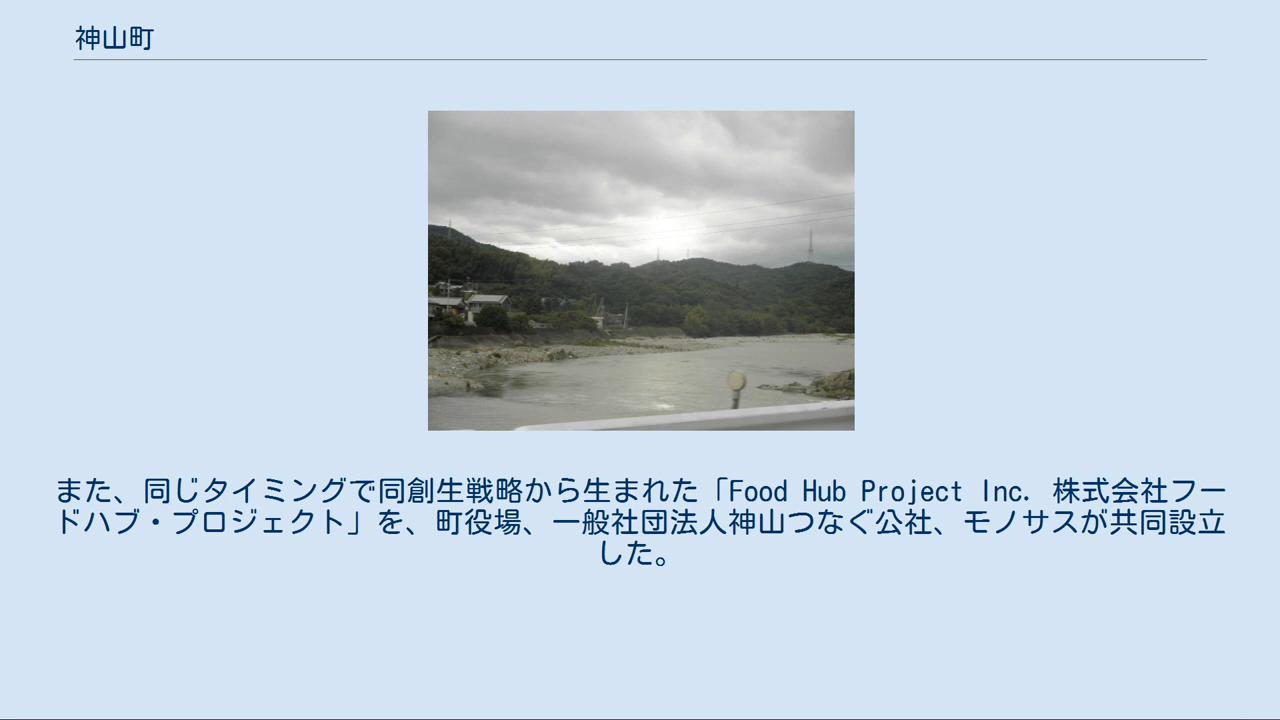 神山町
また、同じタイミングで同創生戦略から生まれた「Food Hub Project Inc. 株式会社フー
ドハブ・プロジェクト」を、町役場、一般社団法人神山つなぐ公社、モノサスが共同設立
した。